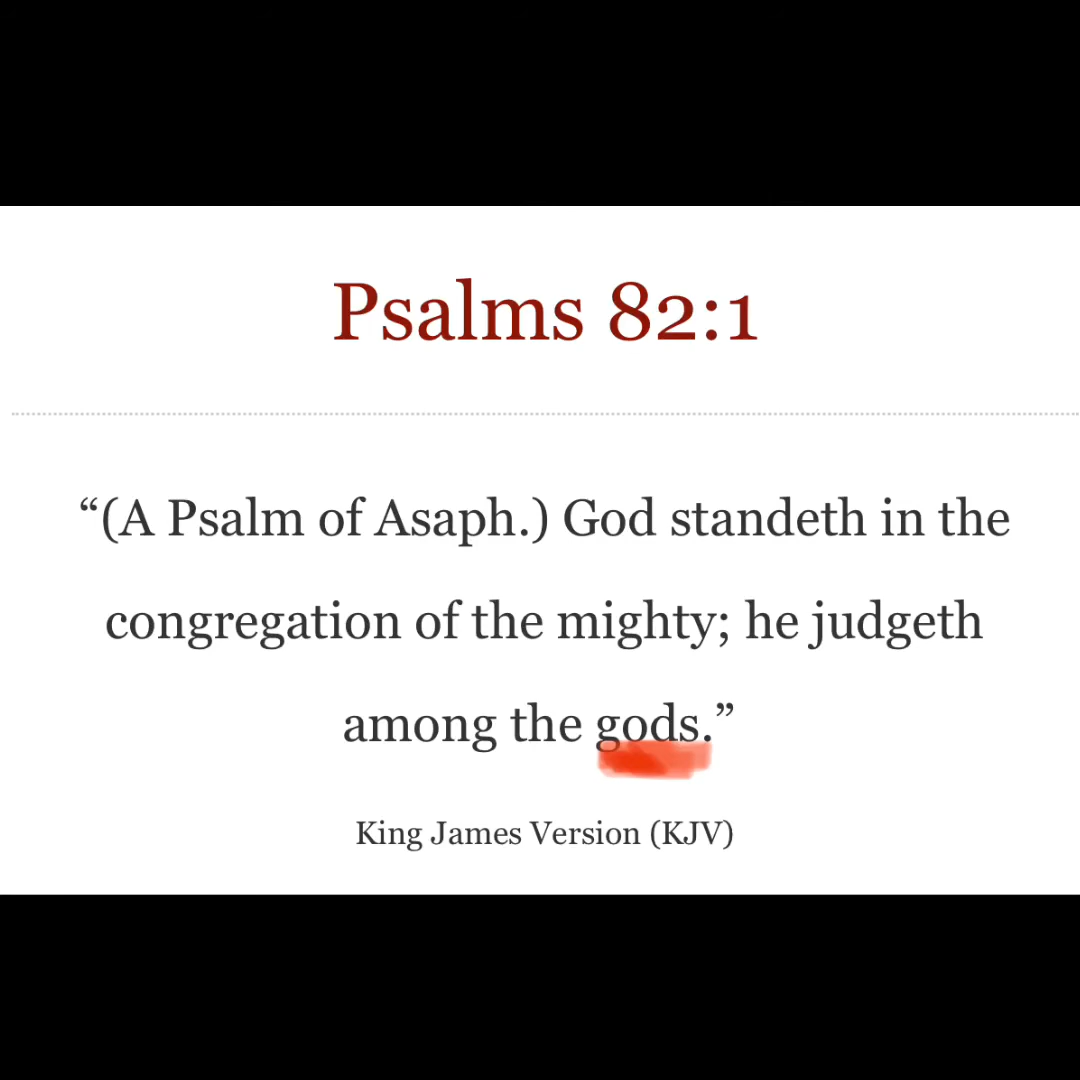 Psalms 82:1
“(A Psalm of Asaph.) God standeth in the
congregation of the mighty; he judgeth
among the gods.”
King James Version (KJV)